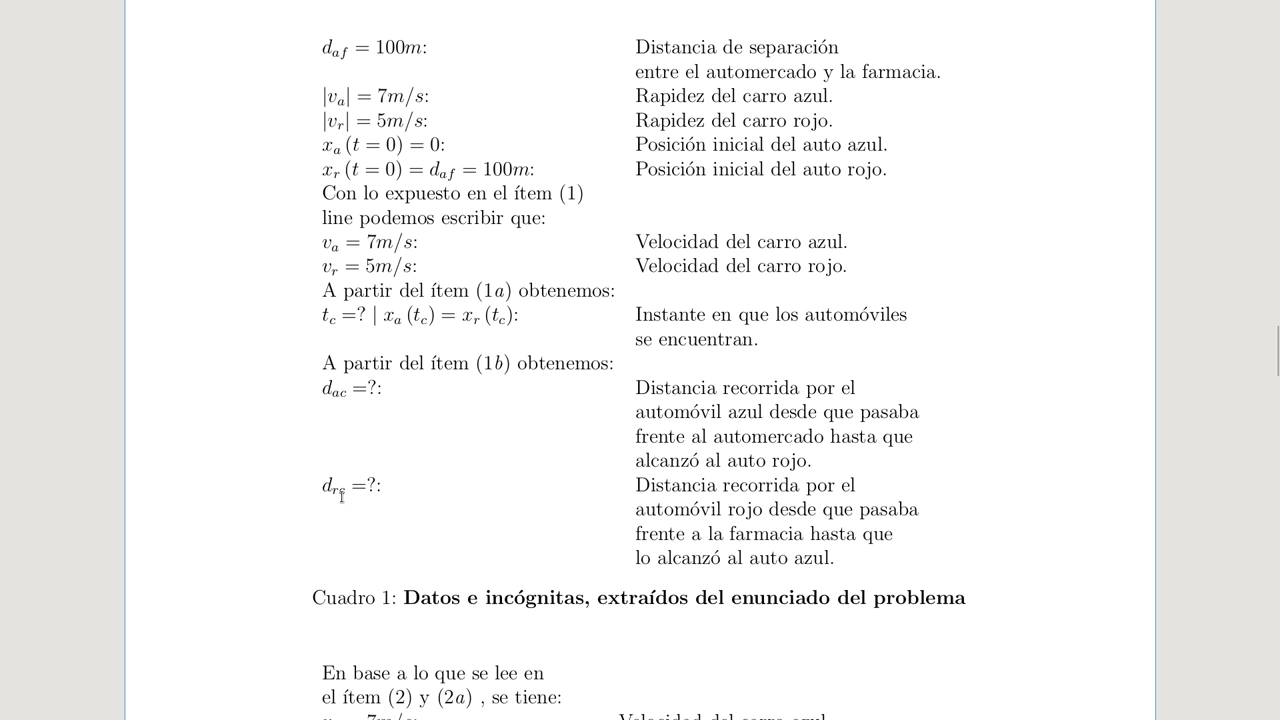 d_{af} = 100m: Distancia de separación
entre el automercado y la farmacia.
|v_a| = 7m/s: Rapidez del carro azul.
|v_r| = 5m/s: Rapidez del carro rojo.
x_a (t = 0) = 0: Posición inicial del auto azul.
x_r (t = 0) = d_{af} = 100m: Posición inicial del auto rojo.
Con lo expuesto en el ítem (1)
line podemos escribir que:
v_a = 7m/s: Velocidad del carro azul.
v_r = 5m/s: Velocidad del carro rojo.
A partir del ítem (1a) obtenemos:
t_c =? | x_a (t_c) = x_r (t_c): Instante en que los automóviles
se encuentran.
A partir del ítem (1b) obtenemos:
d_{ac} =?: Distancia recorrida por el
automóvil azul desde que pasaba
frente al automercado hasta que
alcanzó al auto rojo.
d_{rc} =?: Distancia recorrida por el
automóvil rojo desde que pasaba
frente a la farmacia hasta que
lo alcanzó al auto azul.
Cuadro 1: Datos e incógnitas, extraídos del enunciado del problema
En base a lo que se lee en
el ítem (2) y (2a) , se tiene:
= 7m/s: Velocidad del carro azul